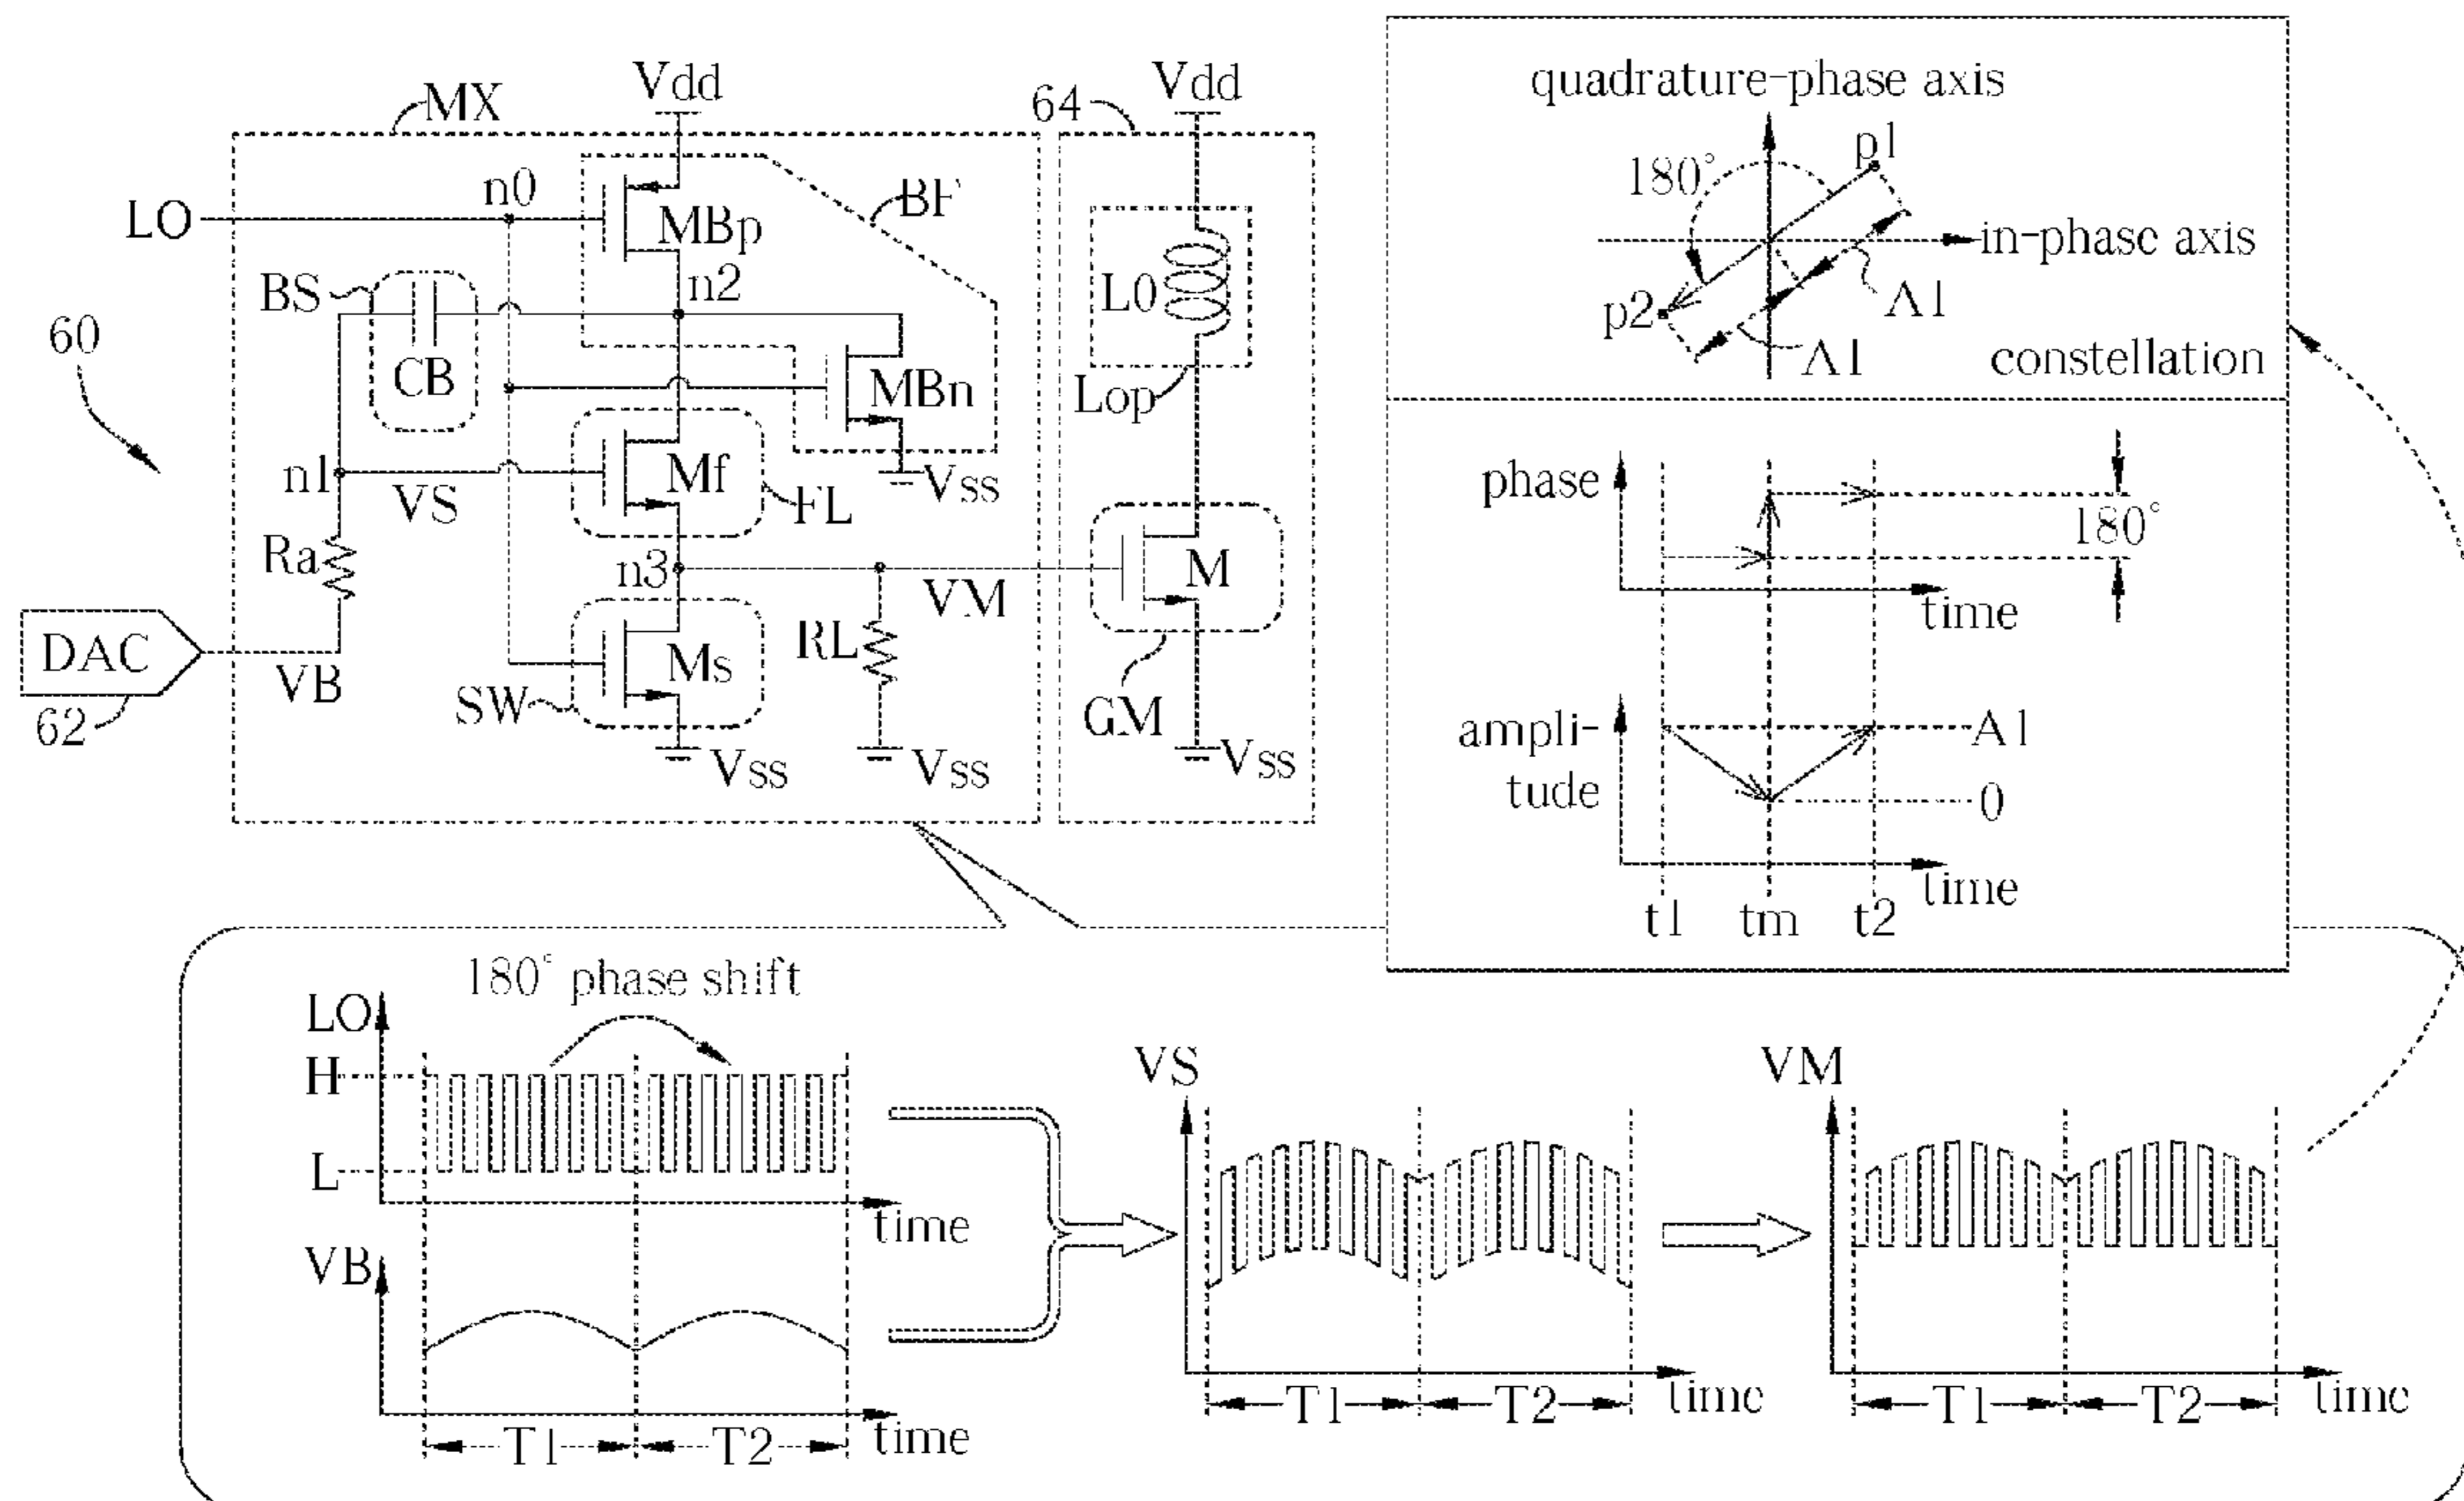 MX
Vdd
64
Vdd
quadrature-phase axis
p1
180°
in-phase axis
p2
A1
A1
constellation
LO
n0
MBp
BF
BS
n2
L0
60
CB
MBn
Lop
n1
VS
Mf
FL
Vss
Ra
n3
VM
M
DAC
VB
62
SW
Ms
RL
GM
Vss
Vss
Vss
phase
180°
time
ampli-
tude
A1
0
time
t1
tm
t2
180° phase shift
LO
H
L
time
VB
T1
T2
time
VS
T1
T2
time
VM
T1
T2
time